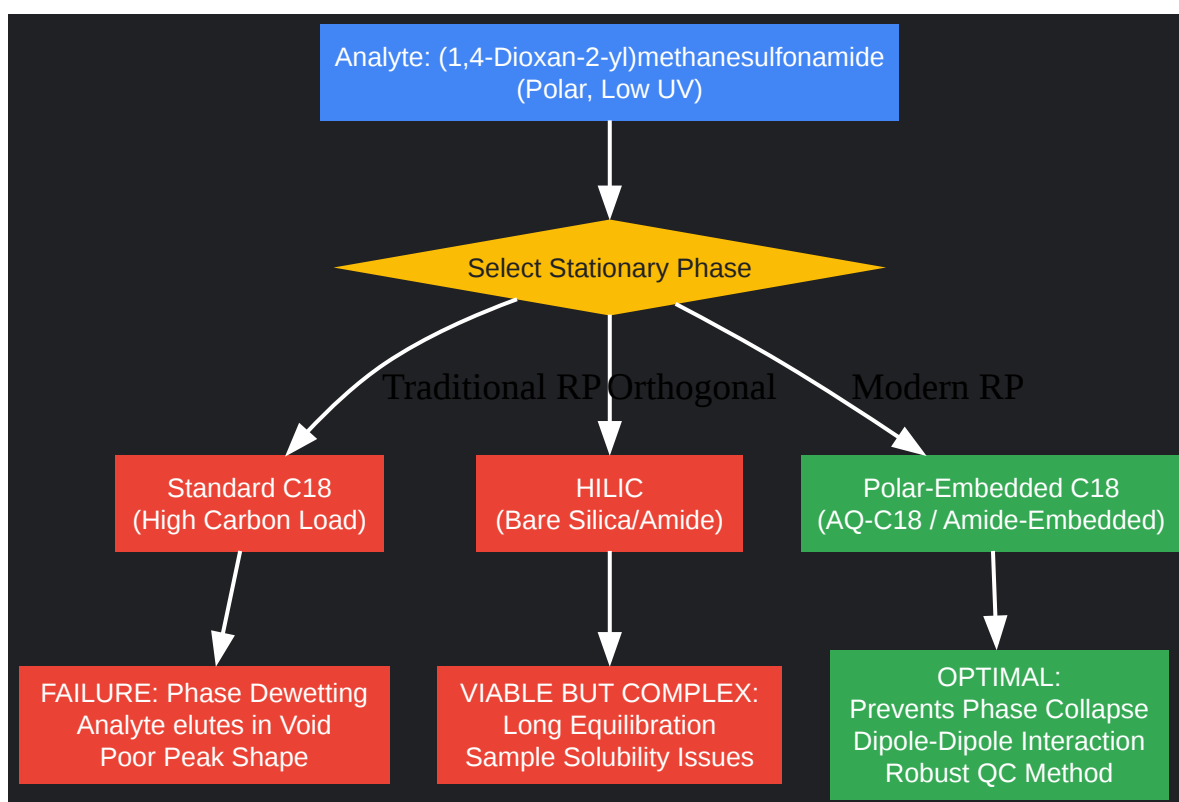 Analyte: (1,4-Dioxan-2-yl)methanesulfonamide
(Polar, Low UV)
Select Stationary Phase
Traditional RP
Orthogonal
Modern RP
Standard C18
(High Carbon Load)
HILIC
(Bare Silica/Amide)
Polar-Embedded C18
(AQ-C18 / Amide-Embedded)
FAILURE: Phase Dewetting
Analyte elutes in Void
Poor Peak Shape
VIABLE BUT COMPLEX:
Long Equilibration
Sample Solubility Issues
OPTIMAL:
Prevents Phase Collapse
Dipole-Dipole Interaction
Robust QC Method